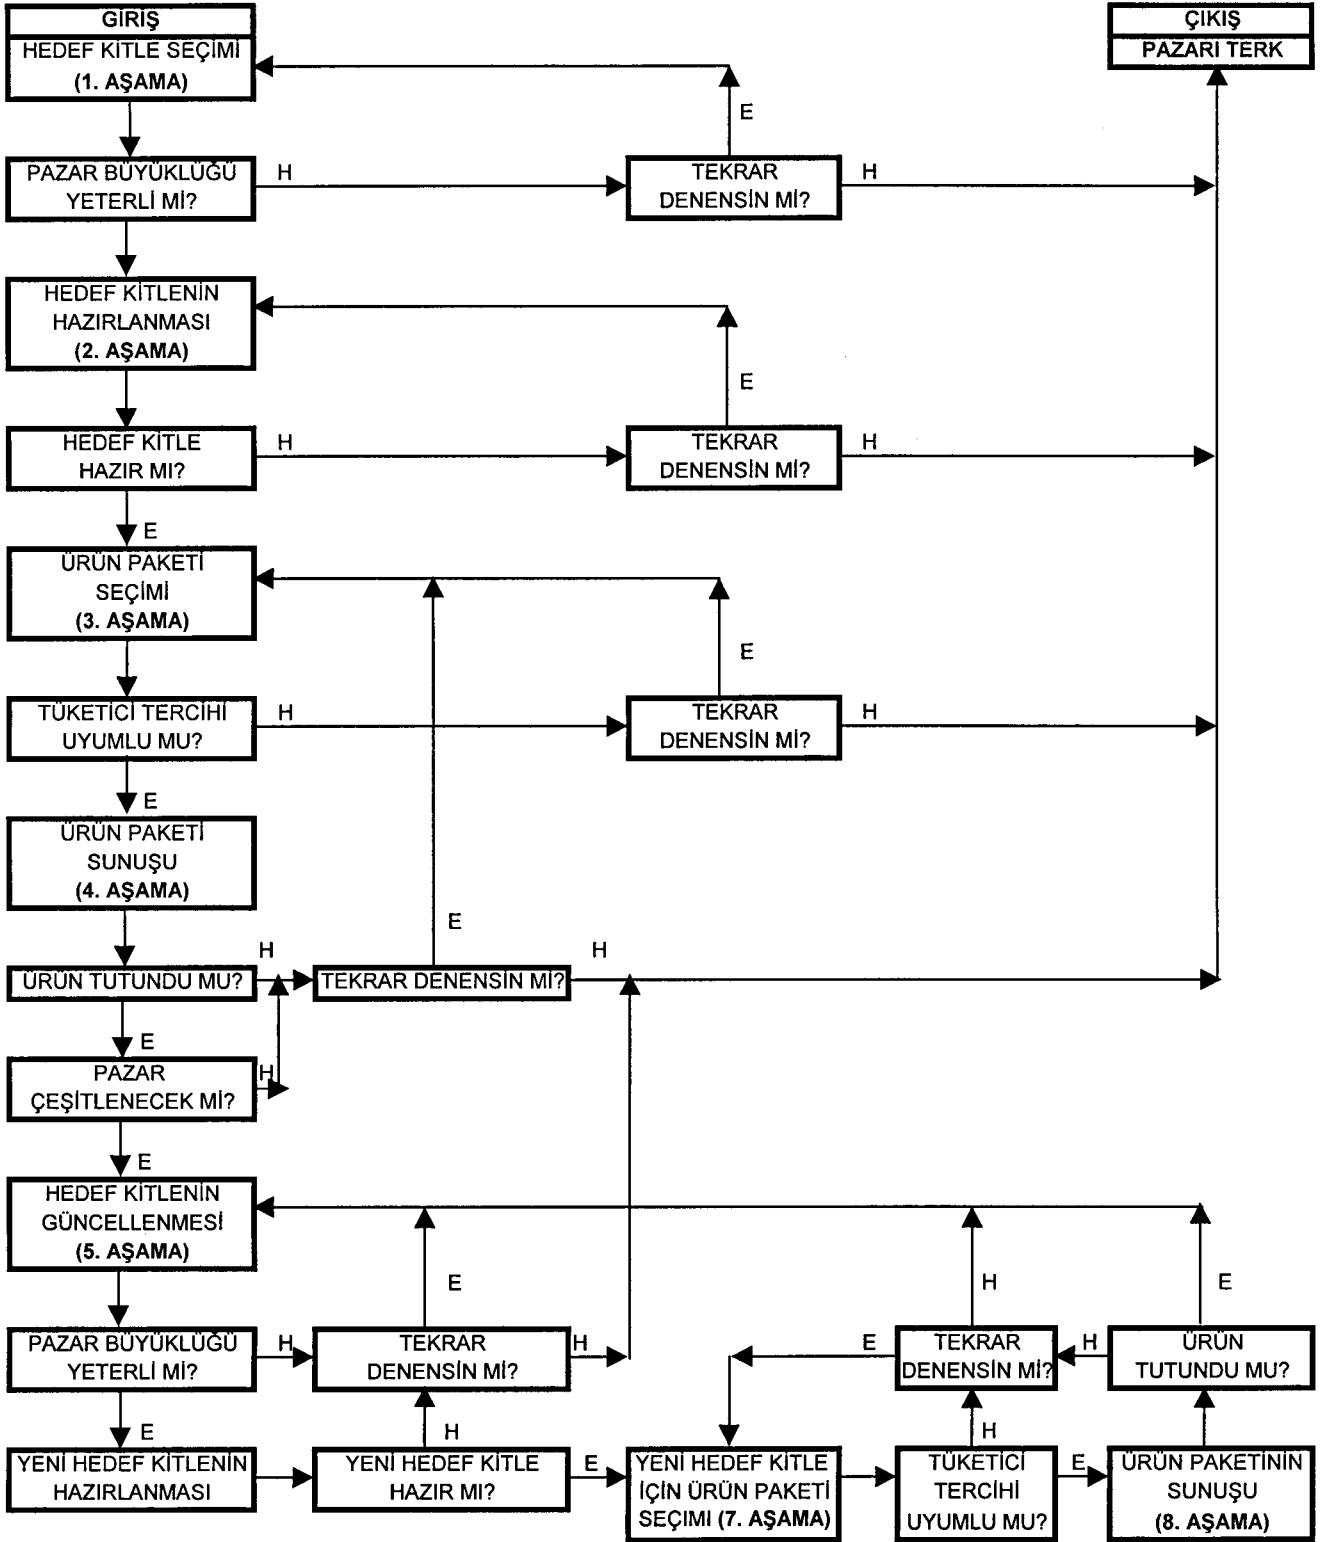 GİRİŞ
HEDEF KİTLE SEÇİMİ
(1. AŞAMA)
ÇIKIŞ
PAZARI TERK
E
PAZAR BÜYÜKLÜĞÜ
YETERLİ Mİ?
H
TEKRAR
DENENSİN Mİ?
H
HEDEF KİTLENİN
HAZIRLANMASI
(2. AŞAMA)
E
HEDEF KİTLE
HAZIR MI?
H
TEKRAR
DENENSİN Mİ?
H
E
ÜRÜN PAKETİ
SEÇİMİ
(3. AŞAMA)
E
TÜKETİCİ TERCİHİ
UYUMLU MU?
H
TEKRAR
DENENSİN Mİ?
H
E
ÜRÜN PAKETİ
SUNUŞU
(4. AŞAMA)
E
ÜRÜN TUTUNDU MU?
H
TEKRAR DENENSİN Mİ?
H
E
PAZAR
ÇEŞİTLENECEK Mİ?
H
E
HEDEF KİTLENİN
GÜNCELLENMESİ
(5. AŞAMA)
E
H
E
PAZAR BÜYÜKLÜĞÜ
YETERLİ Mİ?
H
TEKRAR
DENENSİN Mİ?
H
E
TEKRAR
DENENSİN Mİ?
H
ÜRÜN
TUTUNDU MU?
E
H
H
YENİ HEDEF KİTLENİN
HAZIRLANMASI
YENİ HEDEF KİTLE
HAZIR MI?
E
YENİ HEDEF KİTLE
İÇİN ÜRÜN PAKETİ
SEÇIMI (7. AŞAMA)
TÜKETİCİ
TERCİHİ
UYUMLU MU?
E
ÜRÜN PAKETİNİN
SUNUŞU
(8. AŞAMA)